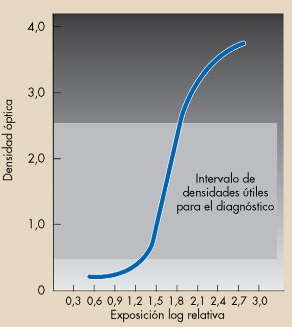 4,0
3,0
2,0
1,0
0
Densidad óptica
Intervalo de
densidades útiles
para el diagnóstico
0,3 0,6 0,9 1,2 1,5 1,8 2,1 2,4 2,7 3,0
Exposición log relativa